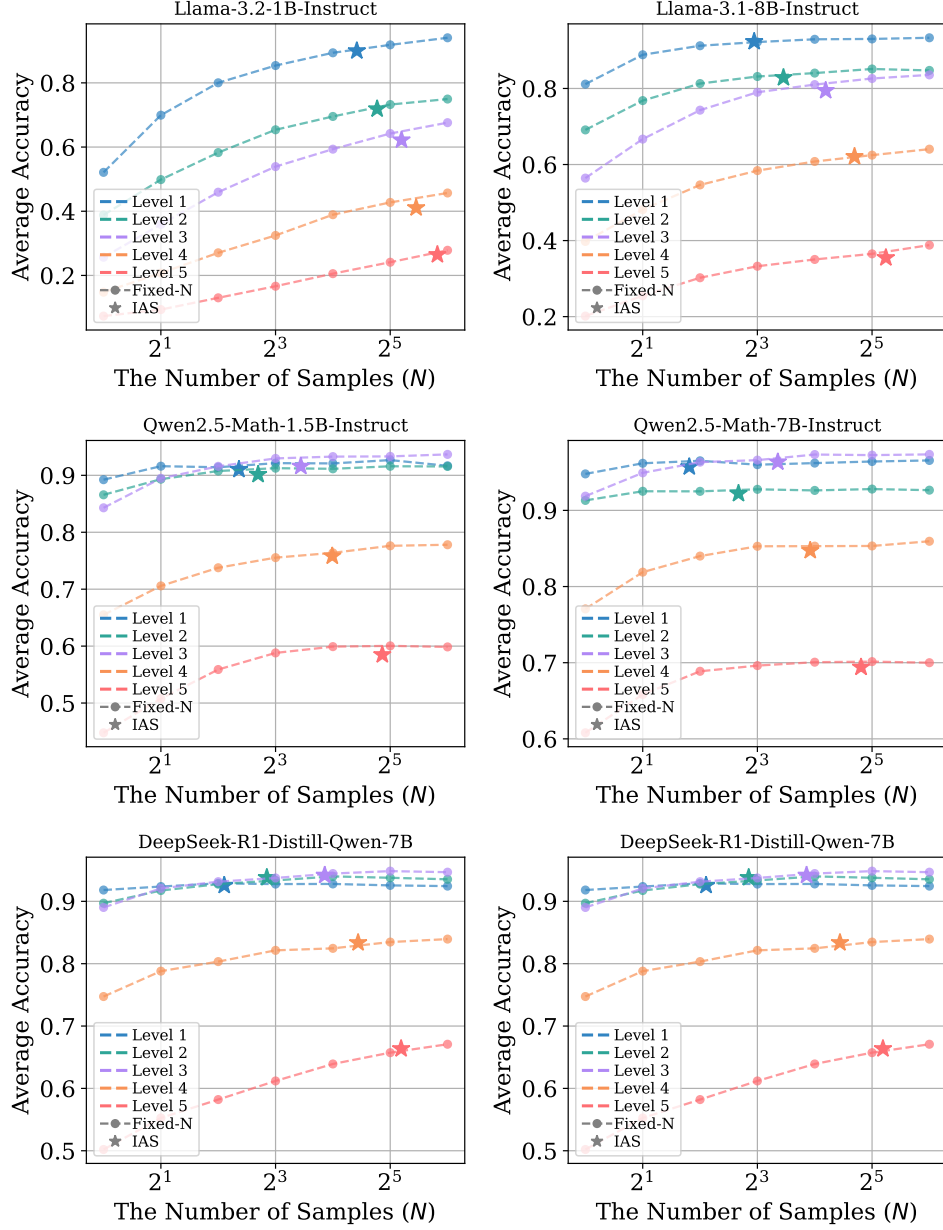 Llama-3.2-1B-Instruct
Average Accuracy
0.8
0.6
0.4
0.2
Level 1
Level 2
Level 3
Level 4
Level 5
Fixed-N
IAS
2^1 2^3 2^5
The Number of Samples (N)
Llama-3.1-8B-Instruct
Average Accuracy
0.8
0.6
0.4
0.2
Level 1
Level 2
Level 3
Level 4
Level 5
Fixed-N
IAS
2^1 2^3 2^5
The Number of Samples (N)
Qwen2.5-Math-1.5B-Instruct
Average Accuracy
0.9
0.8
0.7
0.6
0.5
Level 1
Level 2
Level 3
Level 4
Level 5
Fixed-N
IAS
2^1 2^3 2^5
The Number of Samples (N)
Qwen2.5-Math-7B-Instruct
Average Accuracy
0.9
0.8
0.7
0.6
Level 1
Level 2
Level 3
Level 4
Level 5
Fixed-N
IAS
2^1 2^3 2^5
The Number of Samples (N)
DeepSeek-R1-Distill-Qwen-7B
Average Accuracy
0.9
0.8
0.7
0.6
0.5
Level 1
Level 2
Level 3
Level 4
Level 5
Fixed-N
IAS
2^1 2^3 2^5
The Number of Samples (N)
DeepSeek-R1-Distill-Qwen-7B
Average Accuracy
0.9
0.8
0.7
0.6
0.5
Level 1
Level 2
Level 3
Level 4
Level 5
Fixed-N
IAS
2^1 2^3 2^5
The Number of Samples (N)